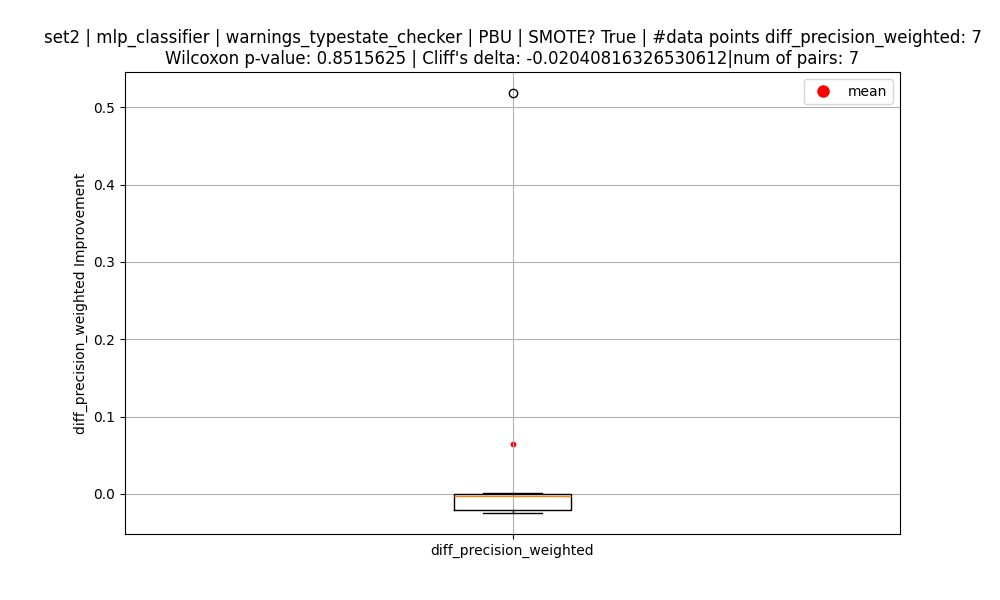 set2 | mlp_classifier | warnings_typestate_checker | PBU | SMOTE? True | #data points diff_precision_weighted: 7
Wilcoxon p-value: 0.8515625 | Cliff's delta: -0.02040816326530612|num of pairs: 7
mean
0.5
0.4
0.3
0.2
0.1
0.0
diff_precision_weighted Improvement
diff_precision_weighted